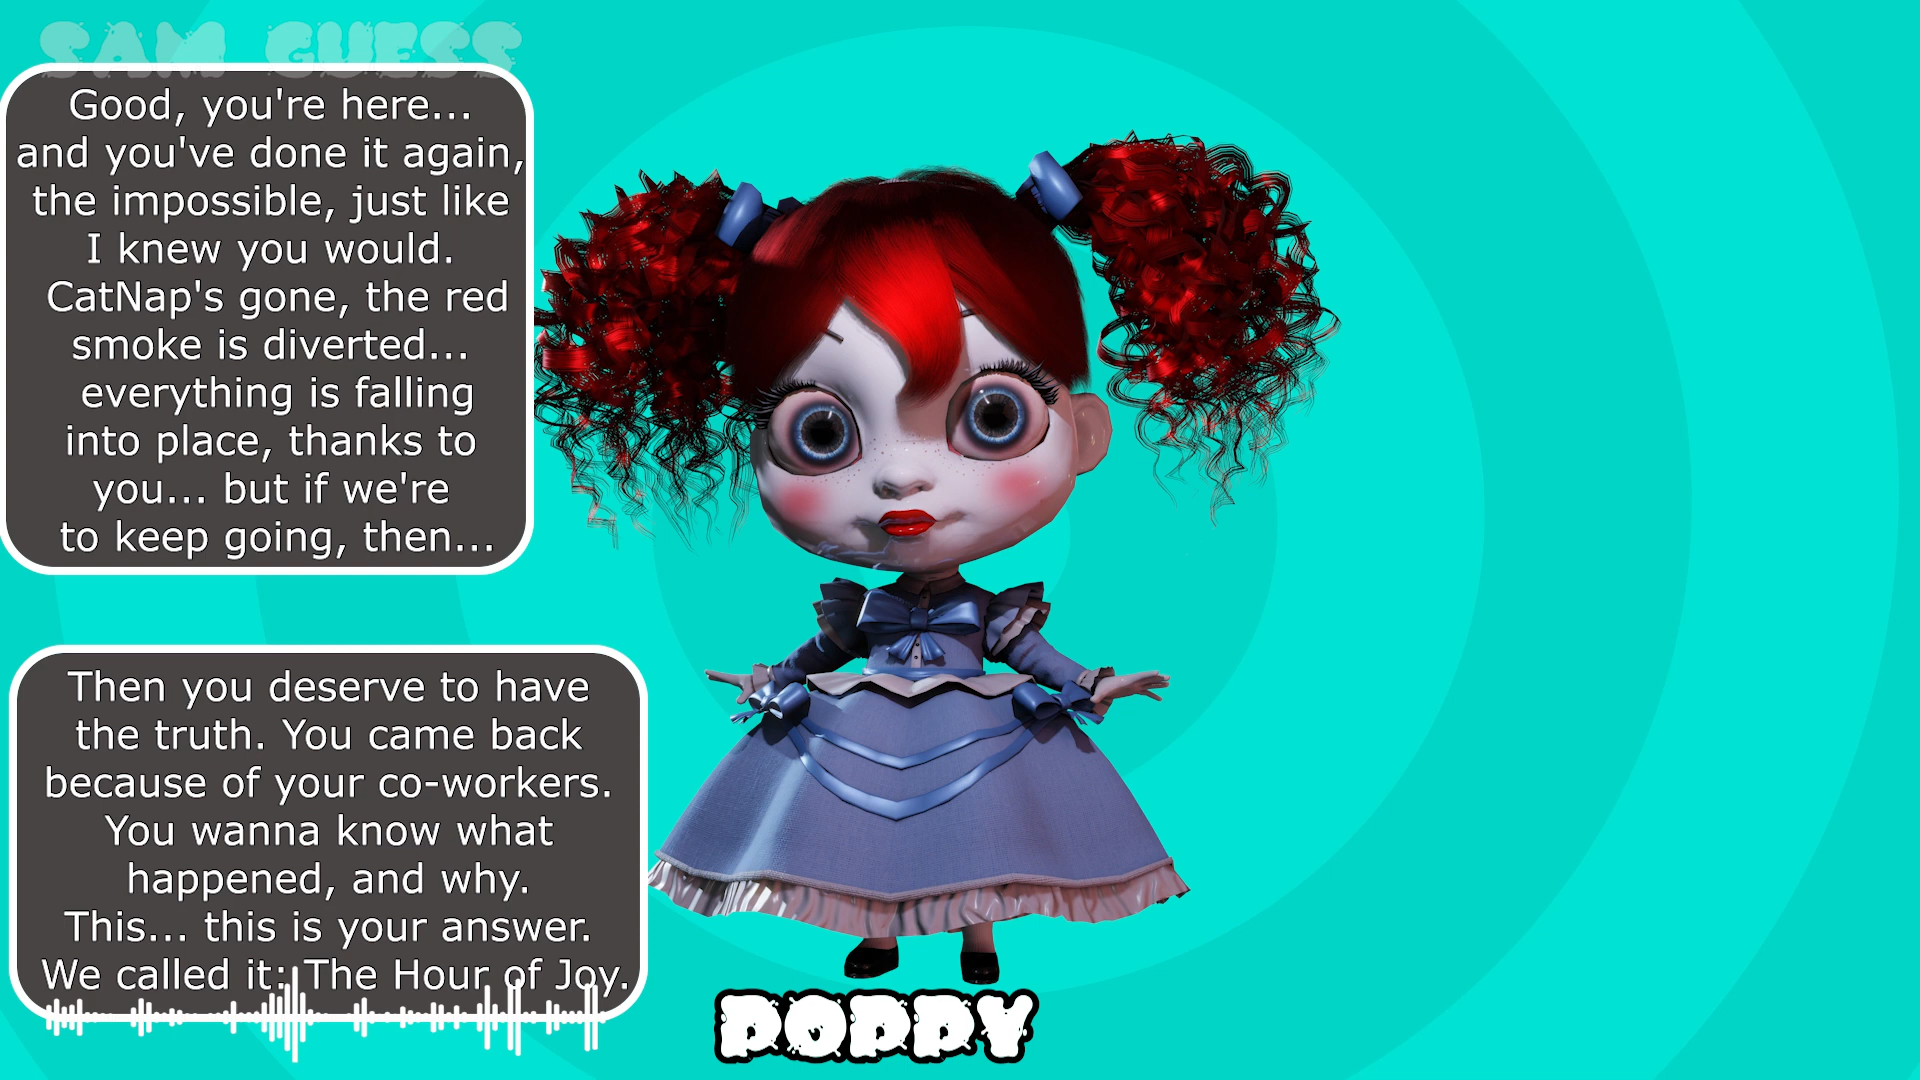 SAM GUESS
Good, you're here...
and you've done it again,
the impossible, just like
I knew you would.
CatNap's gone, the red
smoke is diverted...
everything is falling
into place, thanks to
you... but if we're
to keep going, then...
Then you deserve to have
the truth. You came back
because of your co-workers.
You wanna know what
happened, and why.
This... this is your answer.
We called it: The Hour of Joy.
POPPY